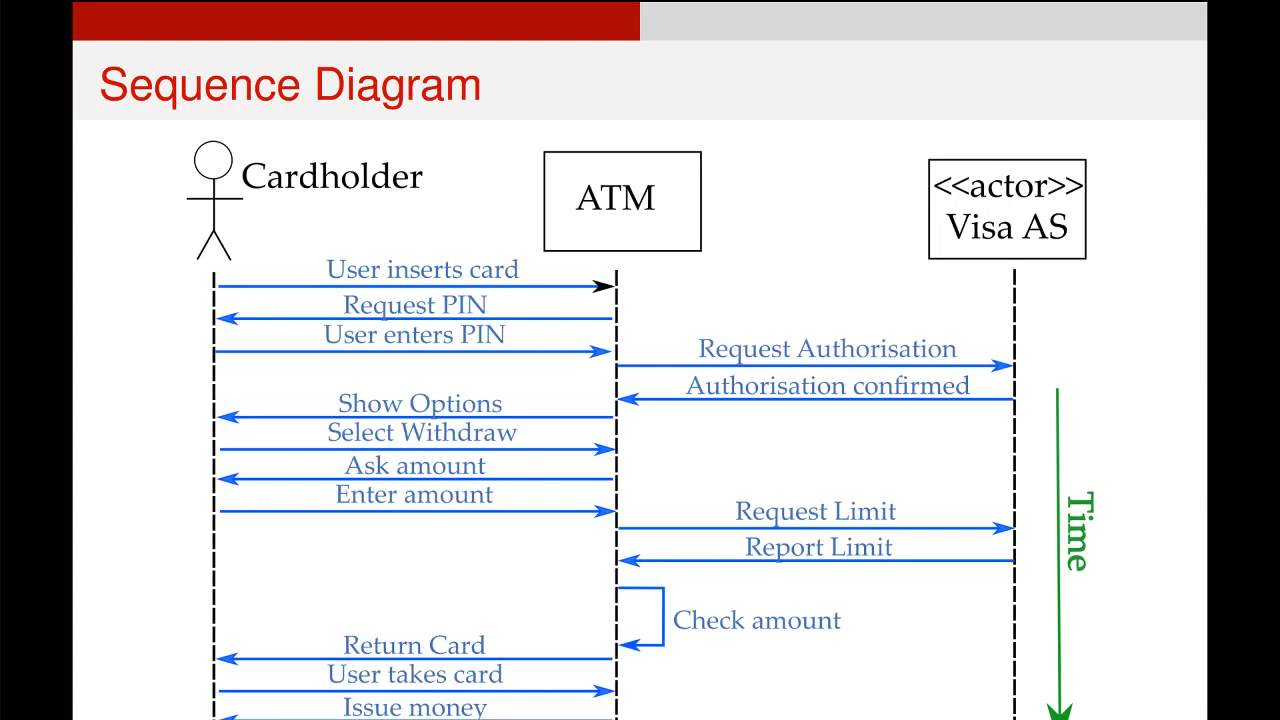 Sequence Diagram
Cardholder
ATM
<<actor>>
Visa AS
User inserts card
Request PIN
User enters PIN
Request Authorisation
Authorisation confirmed
Show Options
Select Withdraw
Ask amount
Enter amount
Request Limit
Report Limit
Time
Check amount
Return Card
User takes card
Issue money